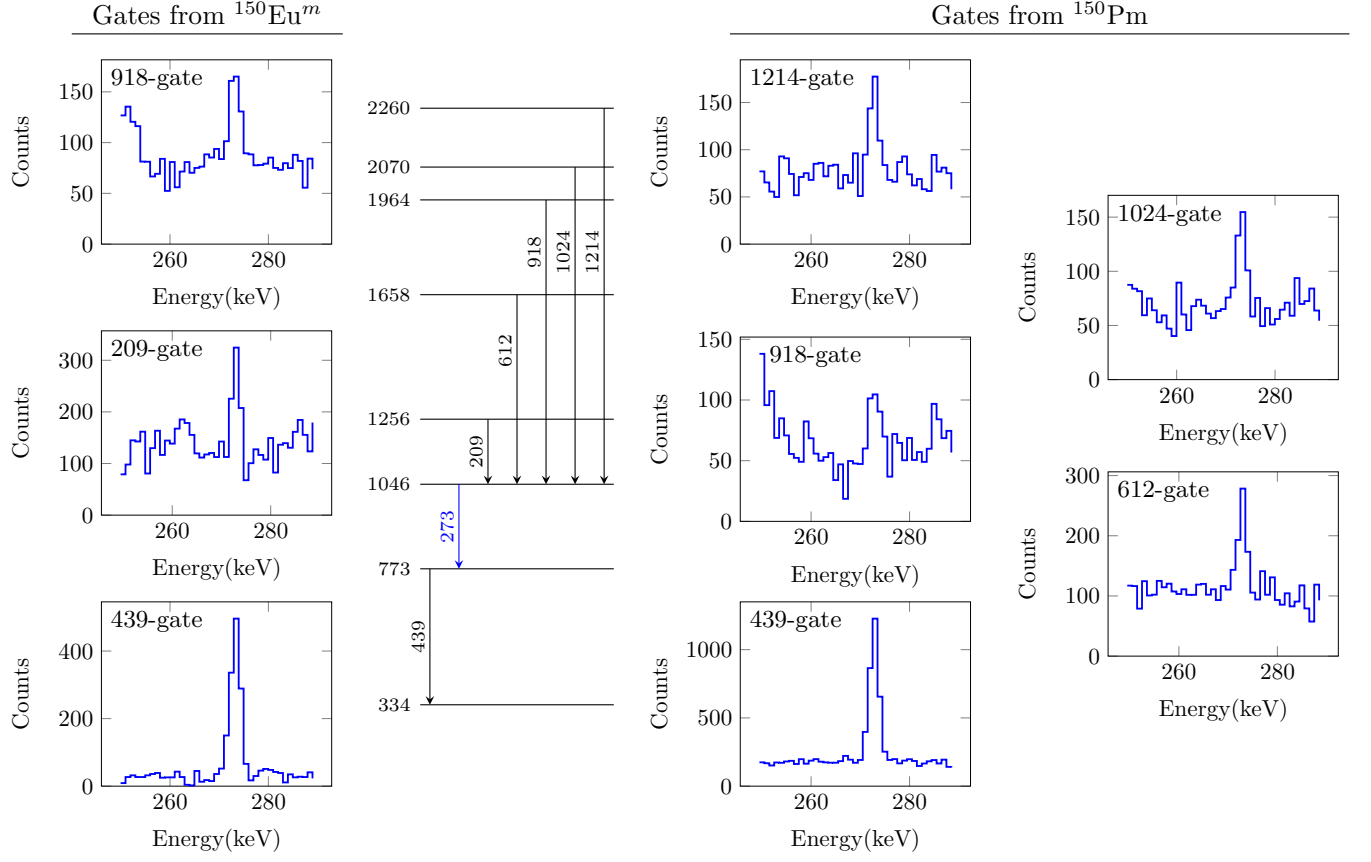 Gates from ¹⁵⁰Euᵐ
918-gate
150
100
50
0
Counts
260
280
Energy(keV)
209-gate
300
200
100
0
Counts
260
280
Energy(keV)
439-gate
400
200
0
Counts
260
280
Energy(keV)
2260
2070
1964
1658
1256
1046
773
334
918
1024
1214
612
209
273
439
Gates from ¹⁵⁰Pm
1214-gate
150
100
50
0
Counts
260
280
Energy(keV)
918-gate
150
100
50
0
Counts
260
280
Energy(keV)
439-gate
1000
500
0
Counts
260
280
Energy(keV)
1024-gate
150
100
50
0
Counts
260
280
Energy(keV)
612-gate
300
200
100
0
Counts
260
280
Energy(keV)